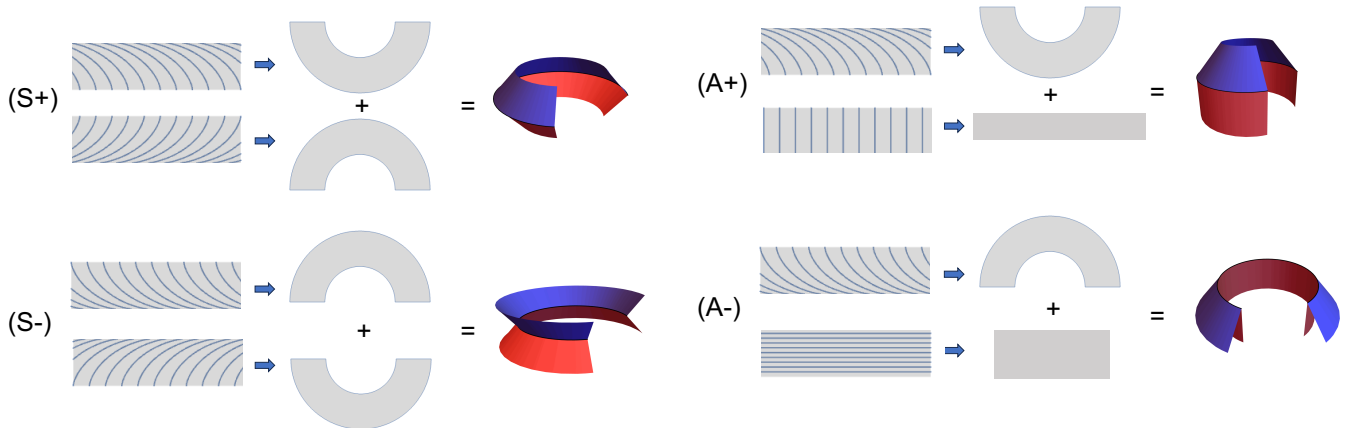 (S+)
+
=
(A+)
+
=
(S-)
+
=
(A-)
+
=